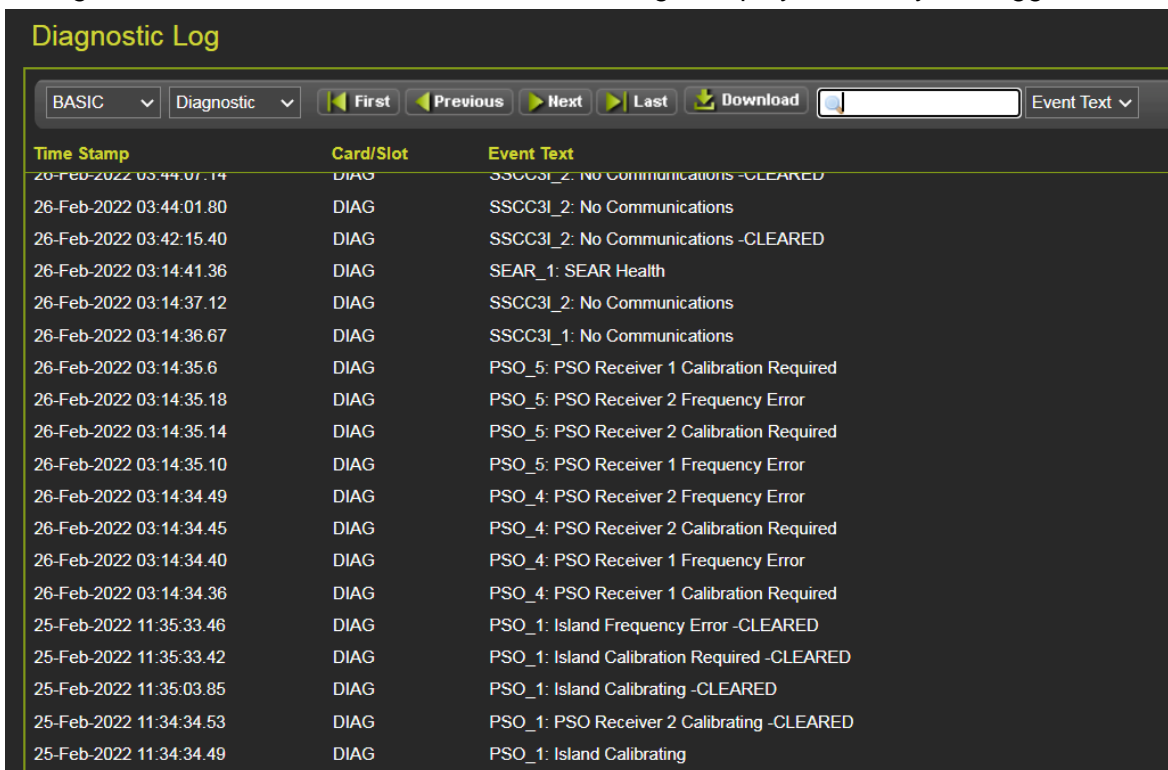 Diagnostic Log
BASIC Diagnostic First Previous Next Last Download Event Text
Time Stamp Card/Slot Event Text
26-Feb-2022 03:44:07.14 DIAG SSCC3I_2: No Communications -CLEARED
26-Feb-2022 03:44:01.80 DIAG SSCC3I_2: No Communications
26-Feb-2022 03:42:15.40 DIAG SSCC3I_2: No Communications -CLEARED
26-Feb-2022 03:14:41.36 DIAG SEAR_1: SEAR Health
26-Feb-2022 03:14:37.12 DIAG SSCC3I_2: No Communications
26-Feb-2022 03:14:36.67 DIAG SSCC3I_1: No Communications
26-Feb-2022 03:14:35.6 DIAG PSO_5: PSO Receiver 1 Calibration Required
26-Feb-2022 03:14:35.18 DIAG PSO_5: PSO Receiver 2 Frequency Error
26-Feb-2022 03:14:35.14 DIAG PSO_5: PSO Receiver 2 Calibration Required
26-Feb-2022 03:14:35.10 DIAG PSO_5: PSO Receiver 1 Frequency Error
26-Feb-2022 03:14:34.49 DIAG PSO_4: PSO Receiver 2 Frequency Error
26-Feb-2022 03:14:34.45 DIAG PSO_4: PSO Receiver 2 Calibration Required
26-Feb-2022 03:14:34.40 DIAG PSO_4: PSO Receiver 1 Frequency Error
26-Feb-2022 03:14:34.36 DIAG PSO_4: PSO Receiver 1 Calibration Required
25-Feb-2022 11:35:33.46 DIAG PSO_1: Island Frequency Error -CLEARED
25-Feb-2022 11:35:33.42 DIAG PSO_1: Island Calibration Required -CLEARED
25-Feb-2022 11:35:03.85 DIAG PSO_1: Island Calibrating -CLEARED
25-Feb-2022 11:34:34.53 DIAG PSO_1: PSO Receiver 2 Calibrating -CLEARED
25-Feb-2022 11:34:34.49 DIAG PSO_1: Island Calibrating